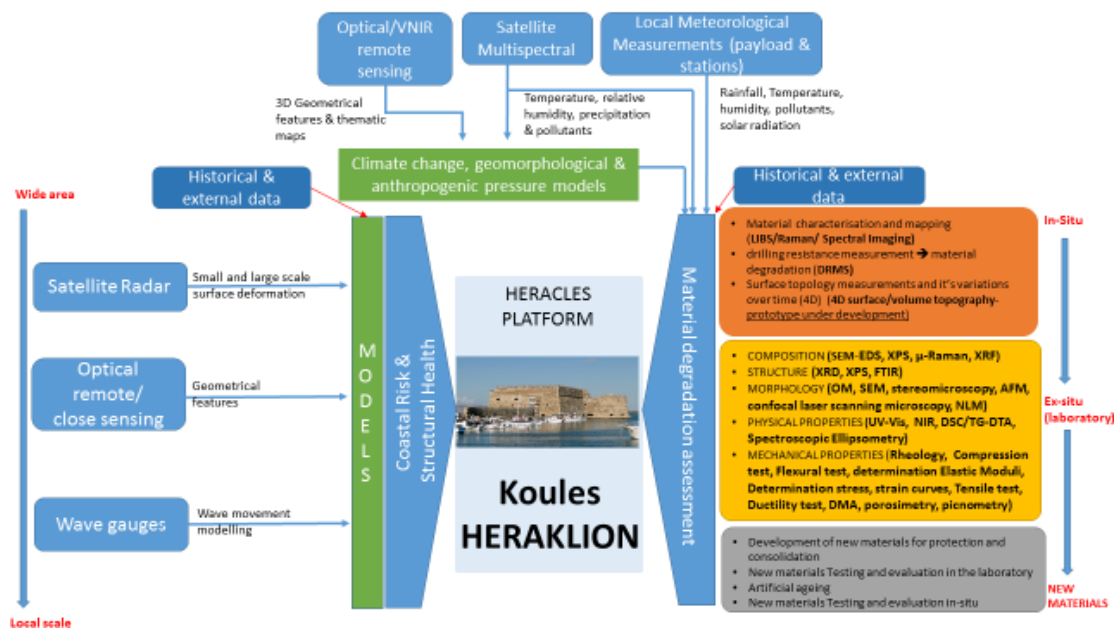 Optical/VNIR
remote
sensing
Satellite
Multispectral
Local Meteorological
Measurements (payload &
stations)
3D Geometrical
features & thematic
maps
Temperature, relative
humidity, precipitation
& pollutants
Rainfall, Temperature,
humidity, pollutants,
solar radiation
Climate change, geomorphological &
anthropogenic pressure models
Historical &
external data
Historical & external
data
Wide area
Satellite Radar
Small and large scale
surface deformation
Optical
remote/
close sensing
Geometrical
features
Wave gauges
Wave movement
modelling
Local scale
MODELS
Coastal Risk &
Structural Health
HERACLES
PLATFORM
Koules
HERAKLION
Material degradation assessment
• Material characterisation and mapping
(LIBS/Raman/ Spectral Imaging)
• drilling resistance measurement ➔ material
degradation (DRMS)
• Surface topology measurements and it's variations
over time (4D) (4D surface/volume topography-
prototype under development)
• COMPOSITION (SEM-EDS, XPS, μ-Raman, XRF)
• STRUCTURE (XRD, XPS, FTIR)
• MORPHOLOGY (OM, SEM, stereomicroscopy, AFM,
confocal laser scanning microscopy, NLM)
• PHYSICAL PROPERTIES (UV-Vis, NIR, DSC/TG-DTA,
Spectroscopic Ellipsometry)
• MECHANICAL PROPERTIES (Rheology, Compression
test, Flexural test, determination Elastic Moduli,
Determination stress, strain curves, Tensile test,
Ductility test, DMA, porosimetry, picnometry)
• Development of new materials for protection and
consolidation
• New materials Testing and evaluation in the laboratory
• Artificial ageing
• New materials Testing and evaluation in-situ
In-Situ
Ex-situ
(laboratory)
NEW
MATERIALS